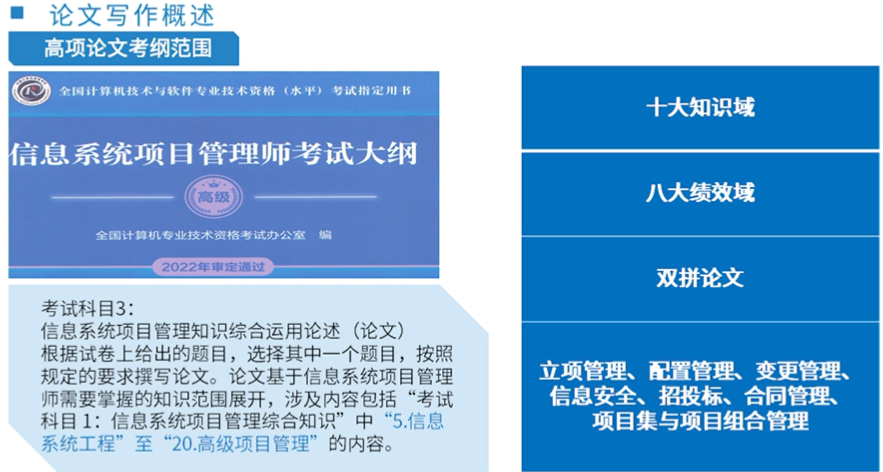 论文写作概述
高项论文考纲范围
全国计算机技术与软件专业技术资格（水平）考试指定用书
信息系统项目管理师考试大纲
高级
全国计算机专业技术资格考试办公室 编
2022年审定通过
考试科目3：
信息系统项目管理知识综合运用论述（论文）
根据试卷上给出的题目，选择其中一个题目，按照
规定的要求撰写论文。论文基于信息系统项目管理
师需要掌握的知识范围展开，涉及内容包括“考试
科目 1：信息系统项目管理综合知识”中“5.信息
系统工程”至“20.高级项目管理”的内容。
十大知识域
八大绩效域
双拼论文
立项管理、配置管理、变更管理、
信息安全、招投标、合同管理、
项目集与项目组合管理